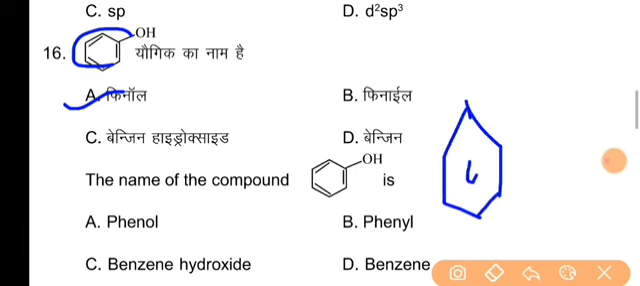 C. sp D. d²sp³
OH
16. यौगिक का नाम है
A. फिनॉल B. फिनाईल
C. बेन्जिन हाइड्रोक्साइड D. बेन्जिन
OH
The name of the compound is
A. Phenol B. Phenyl
C. Benzene hydroxide D. Benzene